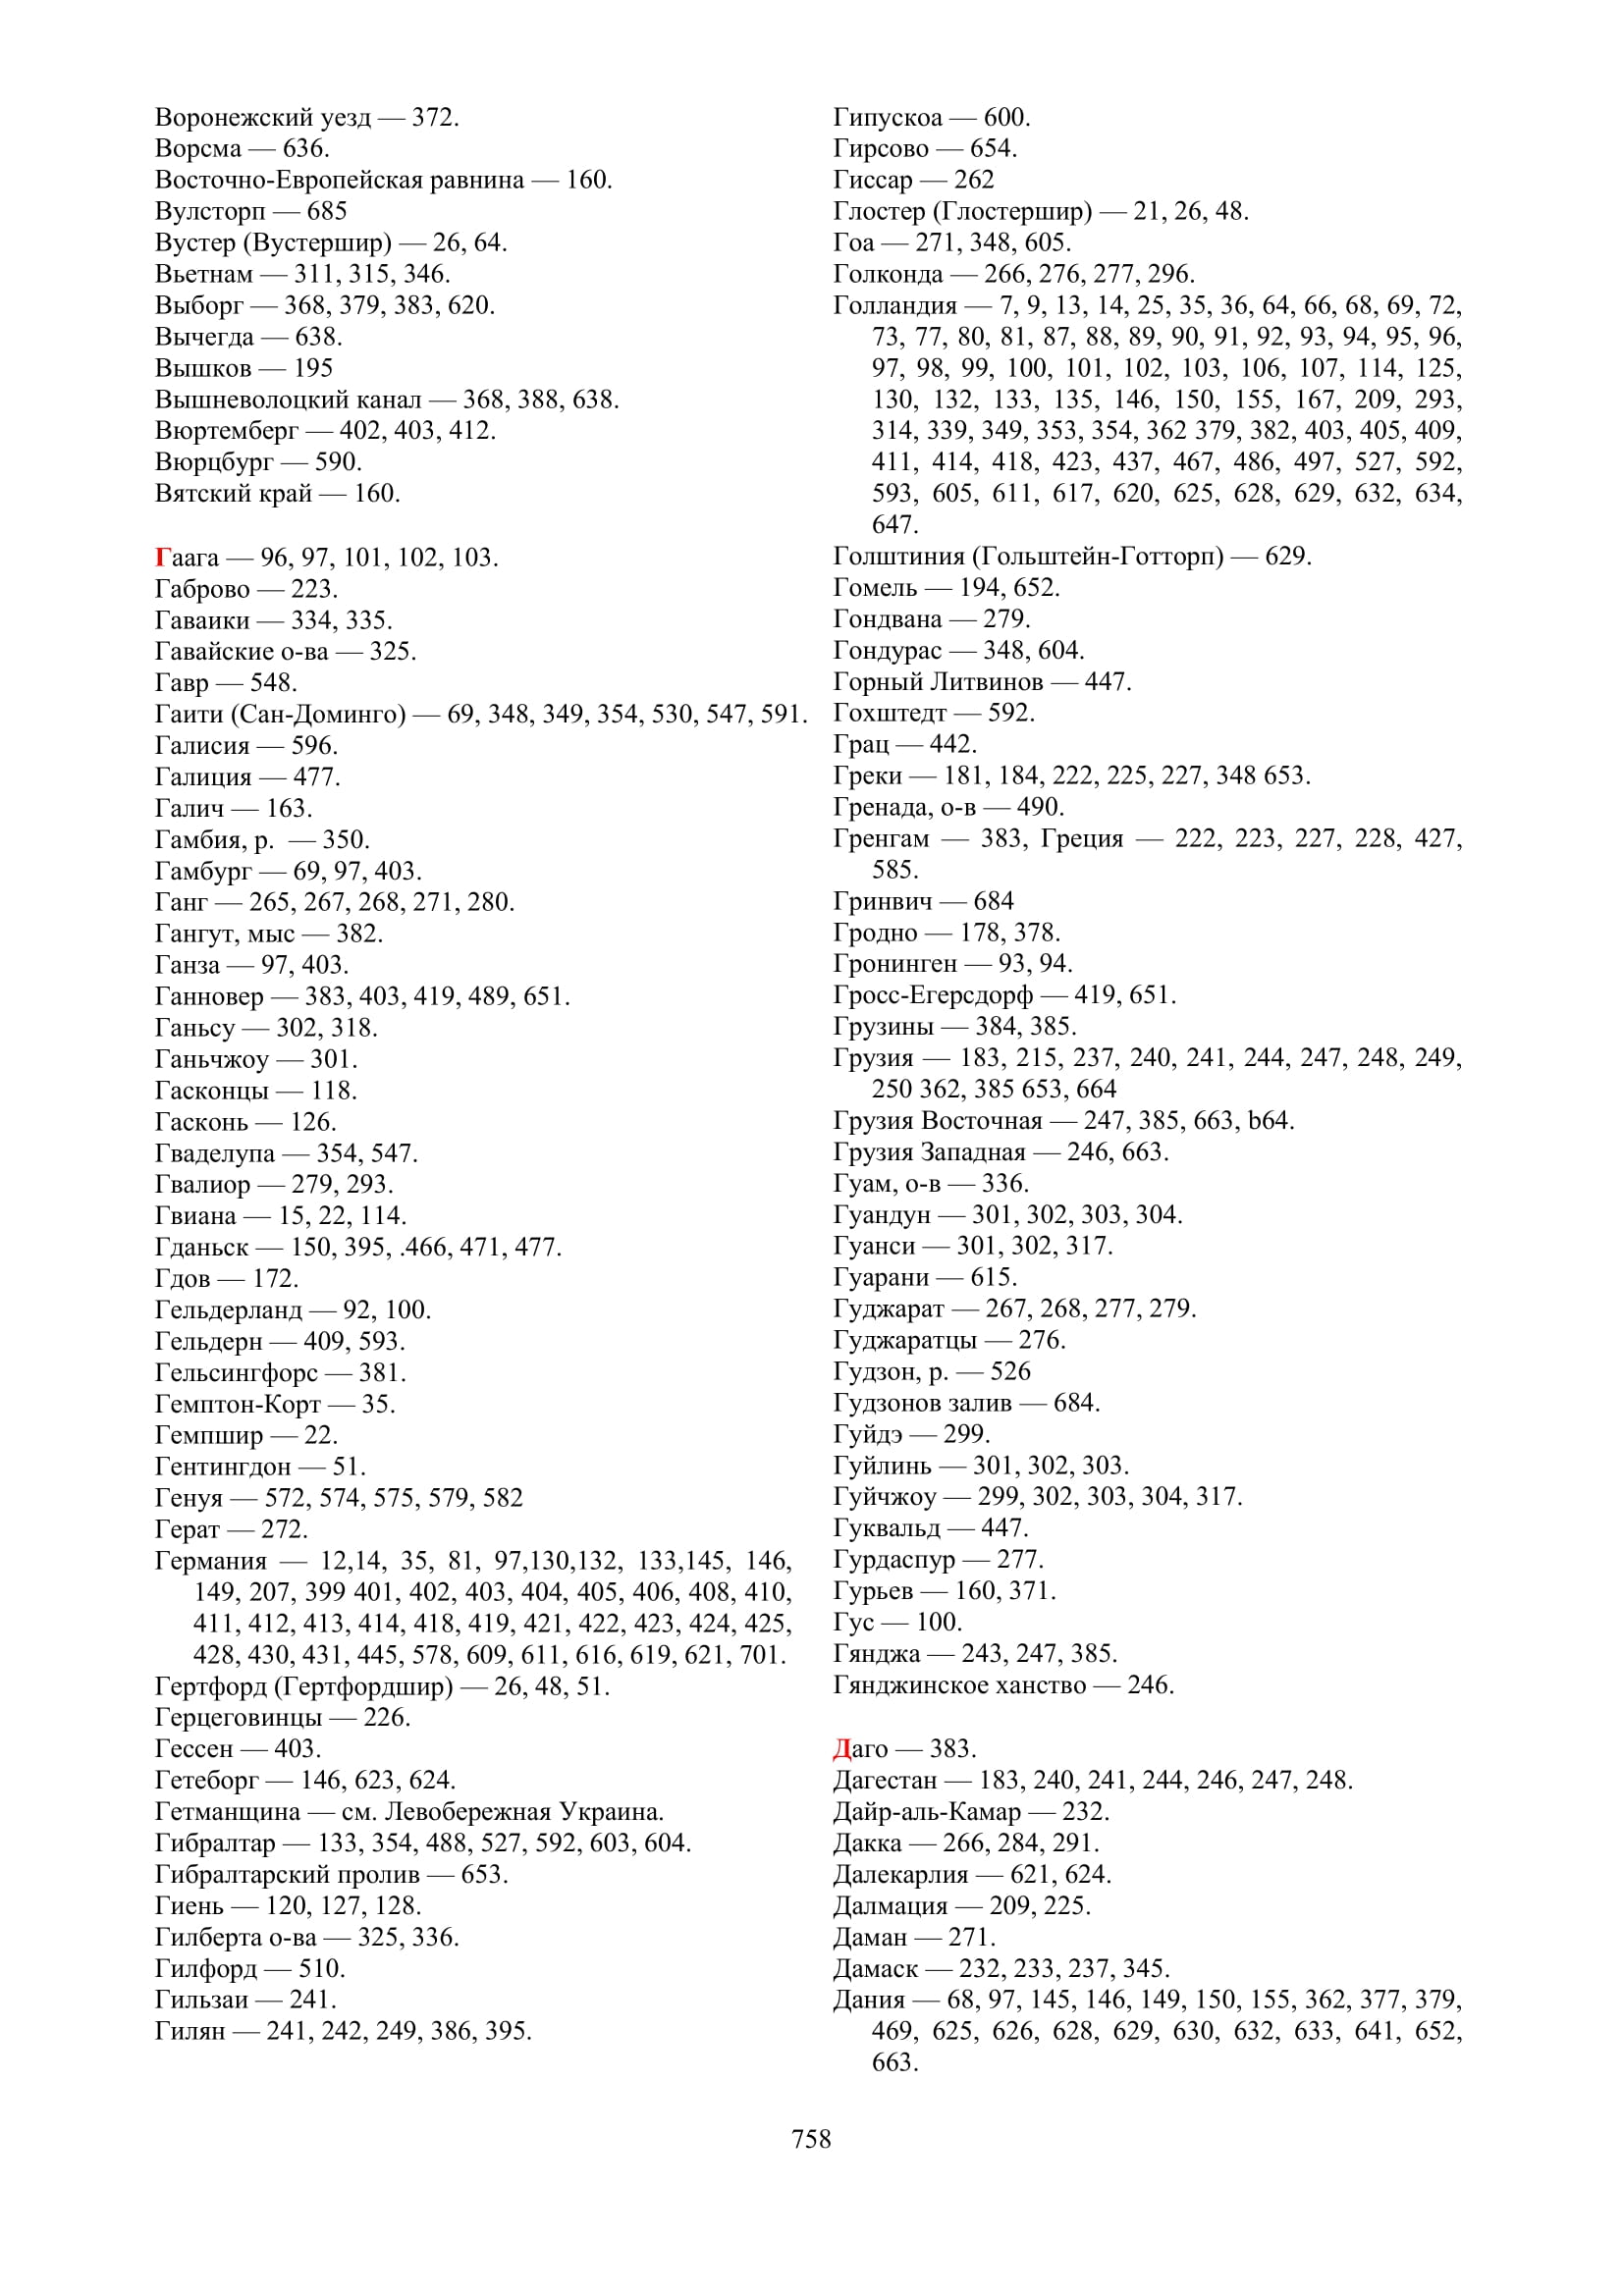 Воронежский уезд — 372.
Ворсма — 636.
Восточно-Европейская равнина — 160.
Вулсторп — 685
Вустер (Вустершир) — 26, 64.
Вьетнам — 311, 315, 346.
Выборг — 368, 379, 383, 620.
Вычегда — 638.
Вышков — 195
Вышневолоцкий канал — 368, 388, 638.
Вюртемберг — 402, 403, 412.
Вюрцбург — 590.
Вятский край — 160.
Гаага — 96, 97, 101, 102, 103.
Габрово — 223.
Гаваики — 334, 335.
Гавайские о-ва — 325.
Гавр — 548.
Гаити (Сан-Доминго) — 69, 348, 349, 354, 530, 547, 591.
Галисия — 596.
Галиция — 477.
Галич — 163.
Гамбия, р. — 350.
Гамбург — 69, 97, 403.
Ганг — 265, 267, 268, 271, 280.
Гангут, мыс — 382.
Ганза — 97, 403.
Ганновер — 383, 403, 419, 489, 651.
Ганьсу — 302, 318.
Ганьчжоу — 301.
Гасконцы — 118.
Гасконь — 126.
Гваделупа — 354, 547.
Гвалиор — 279, 293.
Гвиана — 15, 22, 114.
Гданьск — 150, 395, .466, 471, 477.
Гдов — 172.
Гельдерланд — 92, 100.
Гельдерн — 409, 593.
Гельсингфорс — 381.
Гемптон-Корт — 35.
Гемпшир — 22.
Гентингдон — 51.
Генуя — 572, 574, 575, 579, 582
Герат — 272.
Германия — 12,14, 35, 81, 97,130,132, 133,145, 146,
149, 207, 399 401, 402, 403, 404, 405, 406, 408, 410,
411, 412, 413, 414, 418, 419, 421, 422, 423, 424, 425,
428, 430, 431, 445, 578, 609, 611, 616, 619, 621, 701.
Гертфорд (Гертфордшир) — 26, 48, 51.
Герцеговинцы — 226.
Гессен — 403.
Гетеборг — 146, 623, 624.
Гетманщина — см. Левобережная Украина.
Гибралтар — 133, 354, 488, 527, 592, 603, 604.
Гибралтарский пролив — 653.
Гиень — 120, 127, 128.
Гилберта о-ва — 325, 336.
Гилфорд — 510.
Гильзаи — 241.
Гилян — 241, 242, 249, 386, 395.
Гипускоа — 600.
Гирсово — 654.
Гиссар — 262
Глостер (Глостершир) — 21, 26, 48.
Гоа — 271, 348, 605.
Голконда — 266, 276, 277, 296.
Голландия — 7, 9, 13, 14, 25, 35, 36, 64, 66, 68, 69, 72,
73, 77, 80, 81, 87, 88, 89, 90, 91, 92, 93, 94, 95, 96,
97, 98, 99, 100, 101, 102, 103, 106, 107, 114, 125,
130, 132, 133, 135, 146, 150, 155, 167, 209, 293,
314, 339, 349, 353, 354, 362 379, 382, 403, 405, 409,
411, 414, 418, 423, 437, 467, 486, 497, 527, 592,
593, 605, 611, 617, 620, 625, 628, 629, 632, 634,
647.
Голштиния (Гольштейн-Готторп) — 629.
Гомель — 194, 652.
Гондвана — 279.
Гондурас — 348, 604.
Горный Литвинов — 447.
Гохштедт — 592.
Грац — 442.
Греки — 181, 184, 222, 225, 227, 348 653.
Гренада, о-в — 490.
Гренгам — 383, Греция — 222, 223, 227, 228, 427,
585.
Гринвич — 684
Гродно — 178, 378.
Гронинген — 93, 94.
Гросс-Егерсдорф — 419, 651.
Грузины — 384, 385.
Грузия — 183, 215, 237, 240, 241, 244, 247, 248, 249,
250 362, 385 653, 664
Грузия Восточная — 247, 385, 663, b64.
Грузия Западная — 246, 663.
Гуам, о-в — 336.
Гуандун — 301, 302, 303, 304.
Гуанси — 301, 302, 317.
Гуарани — 615.
Гуджарат — 267, 268, 277, 279.
Гуджаратцы — 276.
Гудзон, р. — 526
Гудзонов залив — 684.
Гуйдэ — 299.
Гуйлинь — 301, 302, 303.
Гуйчжоу — 299, 302, 303, 304, 317.
Гуквальд — 447.
Гурдаспур — 277.
Гурьев — 160, 371.
Гус — 100.
Гянджа — 243, 247, 385.
Гянджинское ханство — 246.
Даго — 383.
Дагестан — 183, 240, 241, 244, 246, 247, 248.
Дайр-аль-Камар — 232.
Дакка — 266, 284, 291.
Далекарлия — 621, 624.
Далмация — 209, 225.
Даман — 271.
Дамаск — 232, 233, 237, 345.
Дания — 68, 97, 145, 146, 149, 150, 155, 362, 377, 379,
469, 625, 626, 628, 629, 630, 632, 633, 641, 652,
663.
758